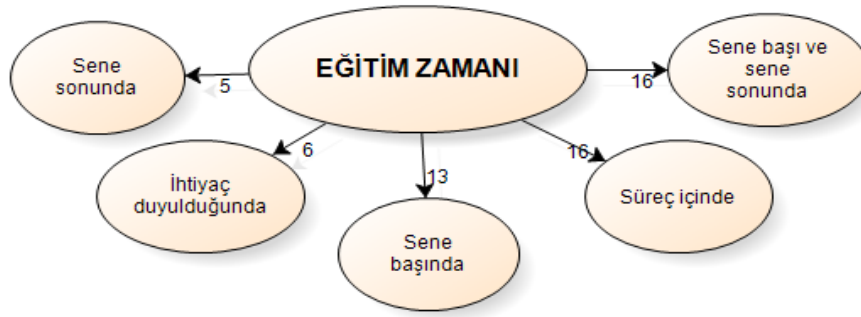 EĞİTİM ZAMANI
Sene
sonunda
5
İhtiyaç
duyulduğunda
6
Sene
başında
13
Süreç içinde
16
Sene başı ve
sene
sonunda
16